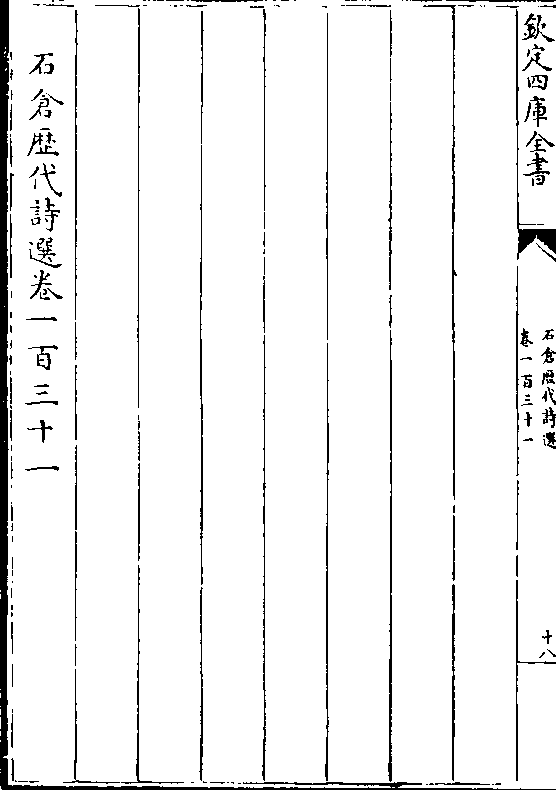 欽定四庫全書
石倉歷代詩選
卷一百三十一
十八
石倉歷代詩選卷一百三十一